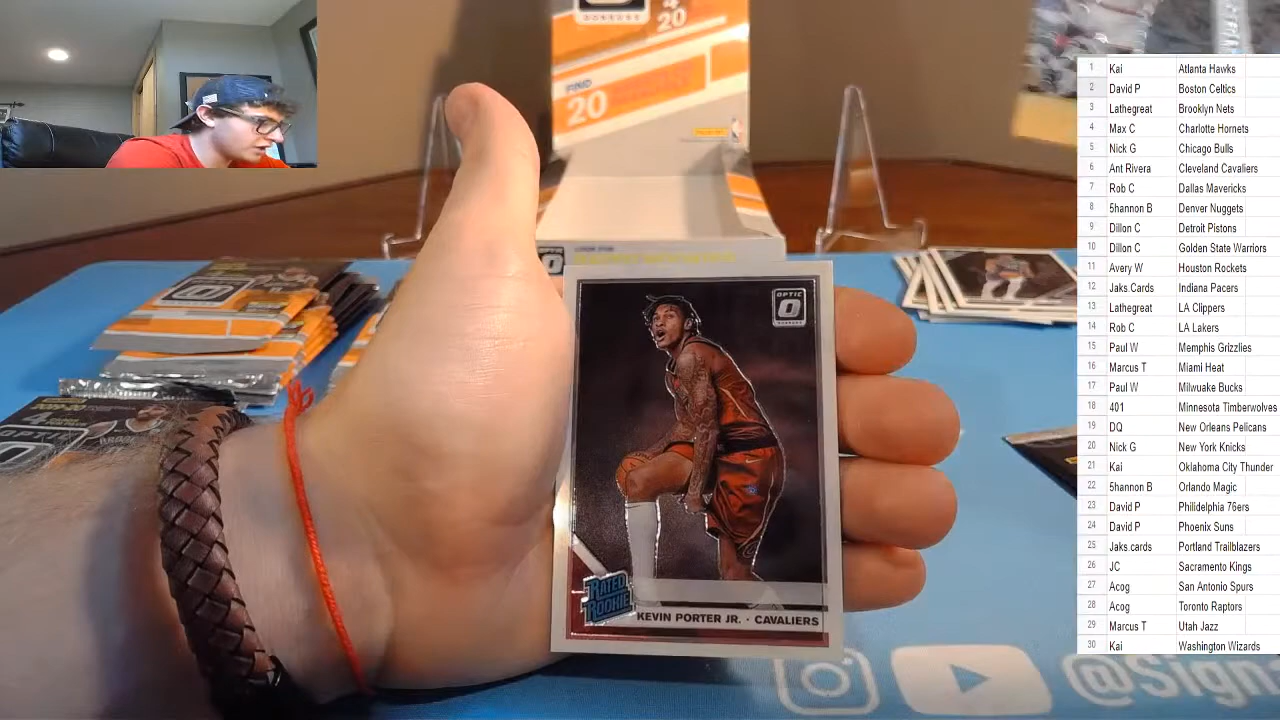 20
FIND
20
OPTIC
DONRUSS
RATED
ROOKIE
KEVIN PORTER JR. · CAVALIERS
2019-20
OPTIC
@Sign
1 Kai Atlanta Hawks
2 David P Boston Celtics
3 Lathegreat Brooklyn Nets
4 Max C Charlotte Hornets
5 Nick G Chicago Bulls
6 Ant Rivera Cleveland Cavaliers
7 Rob C Dallas Mavericks
8 5hannon B Denver Nuggets
9 Dillon C Detroit Pistons
10 Dillon C Golden State Warriors
11 Avery W Houston Rockets
12 Jaks.Cards Indiana Peters
13 Lathegreat LA Clippers
14 Rob C LA Lakers
15 Paul W Memphis Grizzlies
16 Marcus T Miami Heat
17 Paul W Milwuake Bucks
18 401 Minnesota Timberwolves
19 DQ New Orleans Pelicans
20 Nick G New York Knicks
21 Kai Oklahoma City Thunder
22 5hannon B Orlando Magic
23 David P Philidelphia 76ers
24 David P Phoenix Suns
25 Jaks.cards Portland Trailblazers
26 JC Sacramento Kings
27 Acog San Antonio Spurs
28 Acog Toronto Raptors
29 Marcus T Utah Jazz
30 Kai Washington Wizards